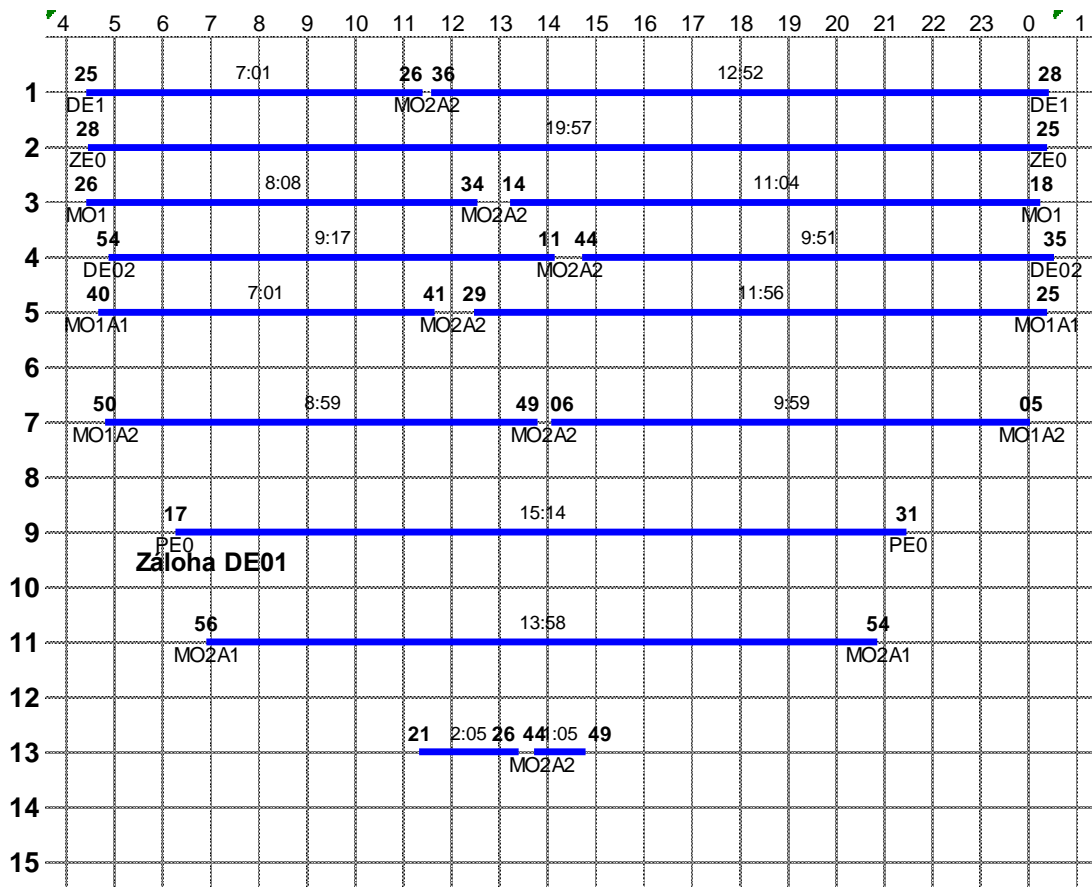 4 5 6 7 8 9 10 11 12 13 14 15 16 17 18 19 20 21 22 23 0 1
25 7:01 26 36 12:52 28
1
DE1 MO2A2 DE1
28 19:57 25
2
ZE0 ZE0
26 8:08 34 14 11:04 18
3
MO1 MO2A2 MO1
54 9:17 11 44 9:51 35
4
DE02 MO2A2 DE02
40 7:01 41 29 11:56 25
5
MO1A1 MO2A2 MO1A1
6
50 8:59 49 06 9:59 05
7
MO1A2 MO2A2 MO1A2
8
17 15:14 31
9
PE0 PE0
Záloha DE01
10
56 13:58 54
11
MO2A1 MO2A1
12
21 2:05 26 44 1:05 49
13
MO2A2
14
15